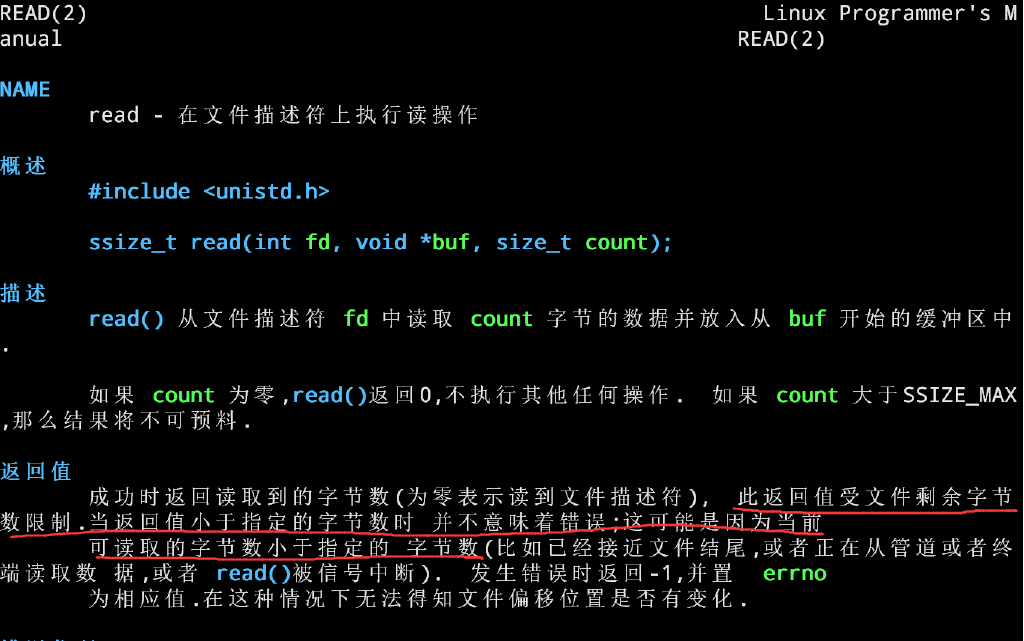 READ(2) Linux Programmer's M
anual READ(2)
NAME
read - 在文件描述符上执行读操作
概述
#include <unistd.h>
ssize_t read(int fd, void *buf, size_t count);
描述
read() 从文件描述符 fd 中读取 count 字节的数据并放入从 buf 开始的缓冲区中
.
如果 count 为零,read()返回0,不执行其他任何操作. 如果 count 大于SSIZE_MAX
,那么结果将不可预料.
返回值
成功时返回读取到的字节数(为零表示读到文件描述符), 此返回值受文件剩余字节
数限制.当返回值小于指定的字节数时 并不意味着错误;这可能是因为当前
可读取的字节数小于指定的 字节数(比如已经接近文件结尾,或者正在从管道或者终
端读取数 据,或者 read()被信号中断). 发生错误时返回-1,并置 errno
为相应值.在这种情况下无法得知文件偏移位置是否有变化.